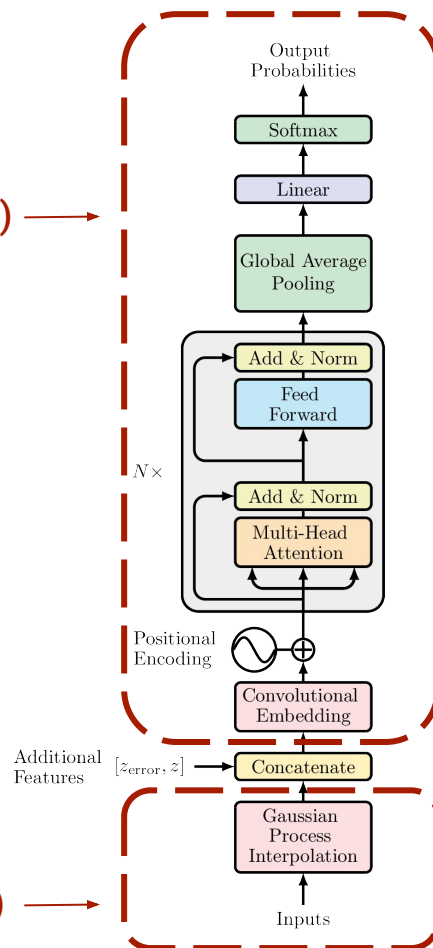 Output
Probabilities
Softmax
)
Linear
Global Average
Pooling
Add & Norm
Feed
Forward
N×
Add & Norm
Multi-Head
Attention
Positional
Encoding
Convolutional
Embedding
Additional
Features
[z_error, z]
Concatenate
Gaussian
Process
Interpolation
)
Inputs